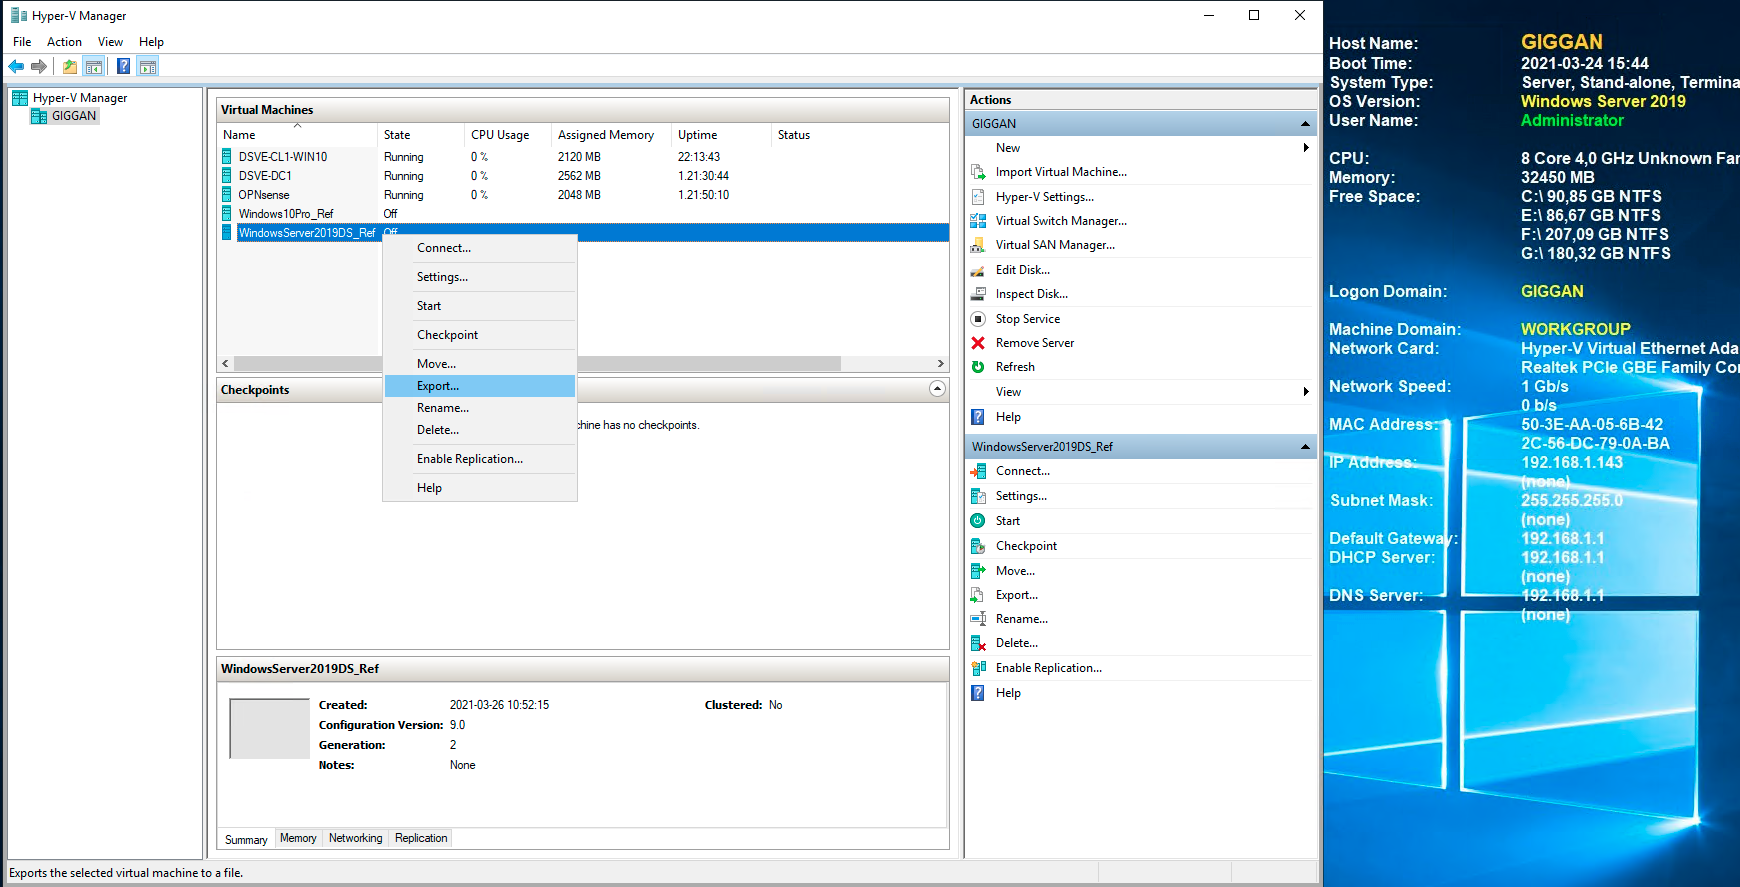 Hyper-V Manager
File Action View Help
Hyper-V Manager
GIGGAN
Virtual Machines
Name State CPU Usage Assigned Memory Uptime Status
DSVE-CL1-WIN10 Running 0 % 2120 MB 22:13:43
DSVE-DC1 Running 0 % 2562 MB 1.21:30:44
OPNsense Running 0 % 2048 MB 1.21:50:10
Windows10Pro_Ref Off
WindowsServer2019DS_Ref Off
Connect...
Settings...
Start
Checkpoint
Move...
Export...
Rename...
Delete...
Enable Replication...
Help
Checkpoints
chine has no checkpoints.
WindowsServer2019DS_Ref
Created: 2021-03-26 10:52:15 Clustered: No
Configuration Version: 9.0
Generation: 2
Notes: None
Summary Memory Networking Replication
Exports the selected virtual machine to a file.
Actions
GIGGAN
New
Import Virtual Machine...
Hyper-V Settings...
Virtual Switch Manager...
Virtual SAN Manager...
Edit Disk...
Inspect Disk...
Stop Service
Remove Server
Refresh
View
Help
WindowsServer2019DS_Ref
Connect...
Settings...
Start
Checkpoint
Move...
Export...
Rename...
Delete...
Enable Replication...
Help
Host Name: GIGGAN
Boot Time: 2021-03-24 15:44
System Type: Server, Stand-alone, Termina
OS Version: Windows Server 2019
User Name: Administrator
CPU: 8 Core 4,0 GHz Unknown Far
Memory: 32450 MB
Free Space: C:\ 90,85 GB NTFS
E:\ 86,67 GB NTFS
F:\ 207,09 GB NTFS
G:\ 180,32 GB NTFS
Logon Domain: GIGGAN
Machine Domain: WORKGROUP
Network Card: Hyper-V Virtual Ethernet Ada
Realtek PCIe GBE Family Co
Network Speed: 1 Gb/s
0 b/s
MAC Address: 50-3E-AA-05-6B-42
2C-56-DC-79-0A-BA
IP Address: 192.168.1.143
(none)
Subnet Mask: 255.255.255.0
(none)
Default Gateway: 192.168.1.1
DHCP Server: 192.168.1.1
(none)
DNS Server: 192.168.1.1
(none)